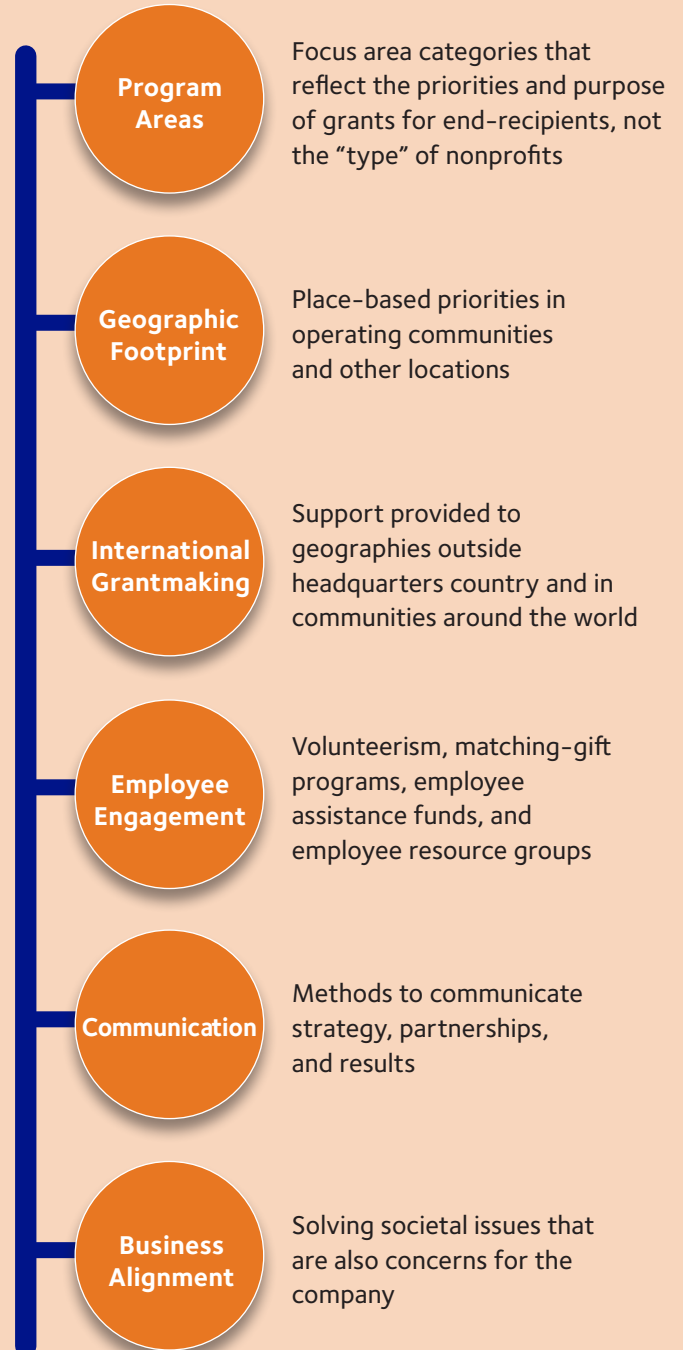 Program
Areas
Focus area categories that
reflect the priorities and purpose
of grants for end-recipients, not
the “type” of nonprofits
Geographic
Footprint
Place-based priorities in
operating communities
and other locations
International
Grantmaking
Support provided to
geographies outside
headquarters country and in
communities around the world
Employee
Engagement
Volunteerism, matching-gift
programs, employee
assistance funds, and
employee resource groups
Communication
Methods to communicate
strategy, partnerships,
and results
Business
Alignment
Solving societal issues that
are also concerns for the
company